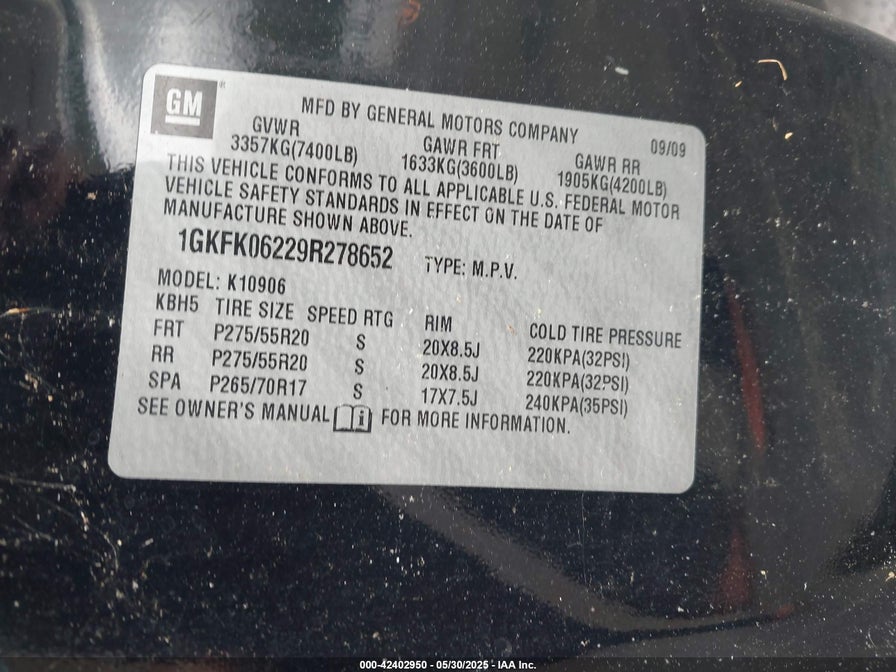 GM
MFD BY GENERAL MOTORS COMPANY
09/09
GVWR GAWR FRT GAWR RR
3357KG(7400LB) 1633KG(3600LB) 1905KG(4200LB)
THIS VEHICLE CONFORMS TO ALL APPLICABLE U.S. FEDERAL MOTOR
VEHICLE SAFETY STANDARDS IN EFFECT ON THE DATE OF
MANUFACTURE SHOWN ABOVE.
1GKFK06229R278652 TYPE: M.P.V.
MODEL: K10906
KBH5 TIRE SIZE SPEED RTG RIM COLD TIRE PRESSURE
FRT P275/55R20 S 20X8.5J 220KPA(32PSI)
RR P275/55R20 S 20X8.5J 220KPA(32PSI)
SPA P265/70R17 S 17X7.5J 240KPA(35PSI)
SEE OWNER'S MANUAL i FOR MORE INFORMATION.
000-42402950 - 05/30/2025 - IAA Inc.